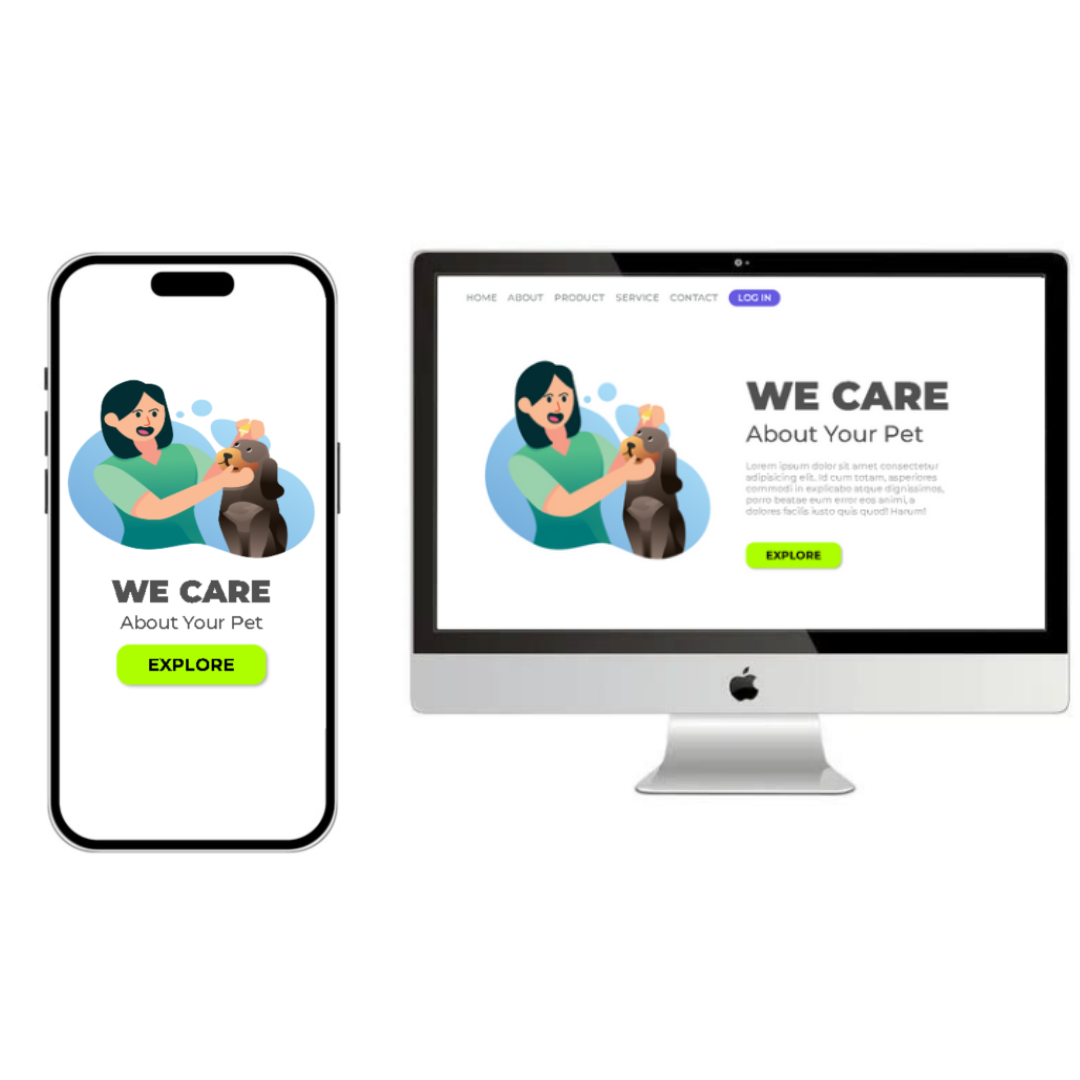 WE CARE
About Your Pet
EXPLORE
HOME ABOUT PRODUCT SERVICE CONTACT LOG IN
WE CARE
About Your Pet
Lorem ipsum dolor sit amet consectetur
adipisicing elit. Id cum totam, asperiores
commodi in explicabo atque dignissimos,
porro beatae eum error eos animi, a
dolores facilis iusto quis quod! Harum!
EXPLORE